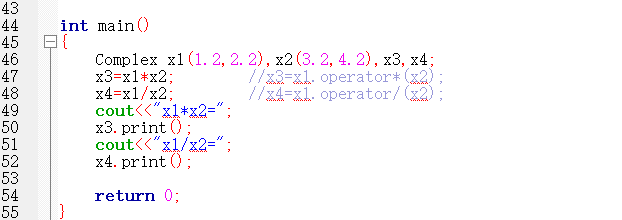 43
44 int main()
45 {
46 Complex x1(1.2,2.2),x2(3.2,4.2),x3,x4;
47 x3=x1*x2; //x3=x1.operator*(x2);
48 x4=x1/x2; //x4=x1.operator/(x2);
49 cout<<"x1*x2=";
50 x3.print();
51 cout<<"x1/x2=";
52 x4.print();
53
54 return 0;
55 }